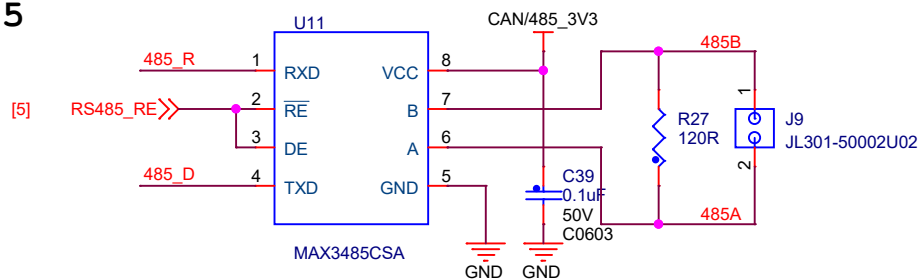 5
U11
CAN/485_3V3
485_R
1
RXD
VCC
8
485B
[5]
RS485_RE
2
RE
B
7
R27
120R
1
J9
JL301-50002U02
2
3
DE
A
6
485_D
4
TXD
GND
5
C39
0.1uF
50V
C0603
485A
MAX3485CSA
GND
GND